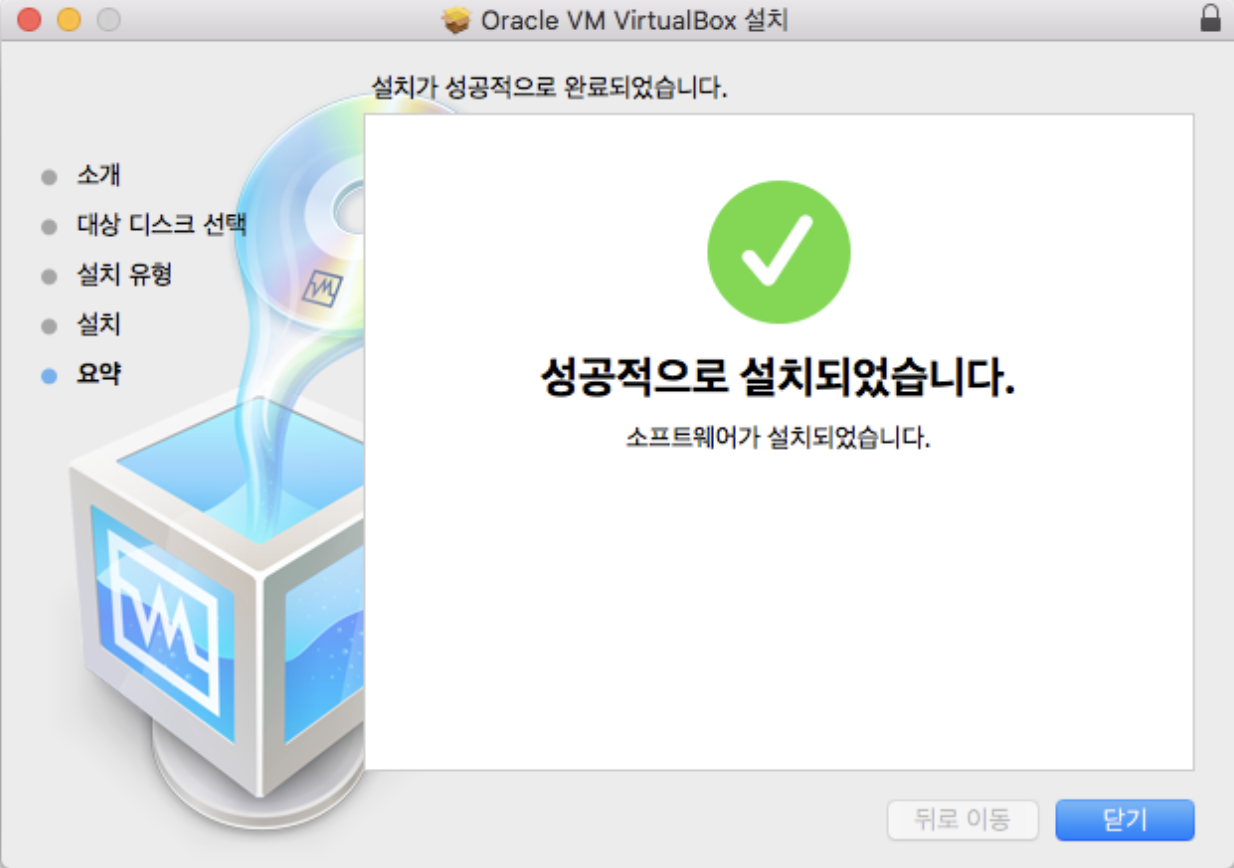 Oracle VM VirtualBox 설치
설치가 성공적으로 완료되었습니다.
소개
대상 디스크 선택
설치 유형
설치
요약
성공적으로 설치되었습니다.
소프트웨어가 설치되었습니다.
뒤로 이동
닫기